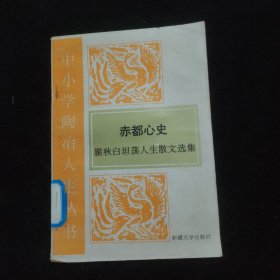 中小学陶冶人生丛书
赤都心史
瞿秋白坦荡人生散文选集
新疆大学出版社